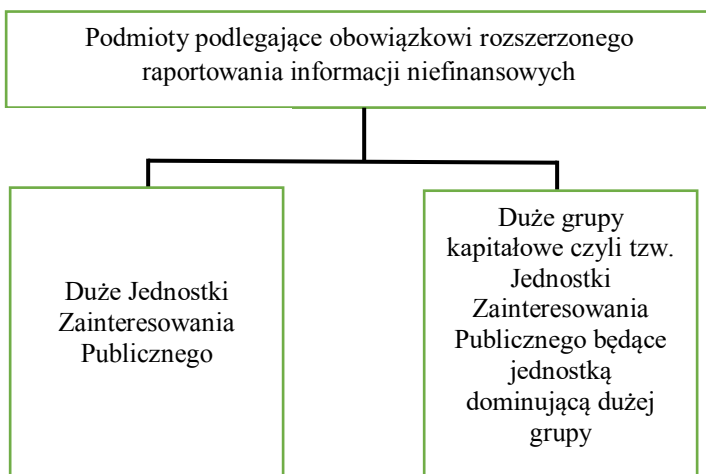 Podmioty podlegające obowiązkowi rozszerzonego
raportowania informacji niefinansowych
Duże Jednostki
Zainteresowania
Publicznego
Duże grupy
kapitałowe czyli tzw.
Jednostki
Zainteresowania
Publicznego będące
jednostką
dominującą dużej
grupy